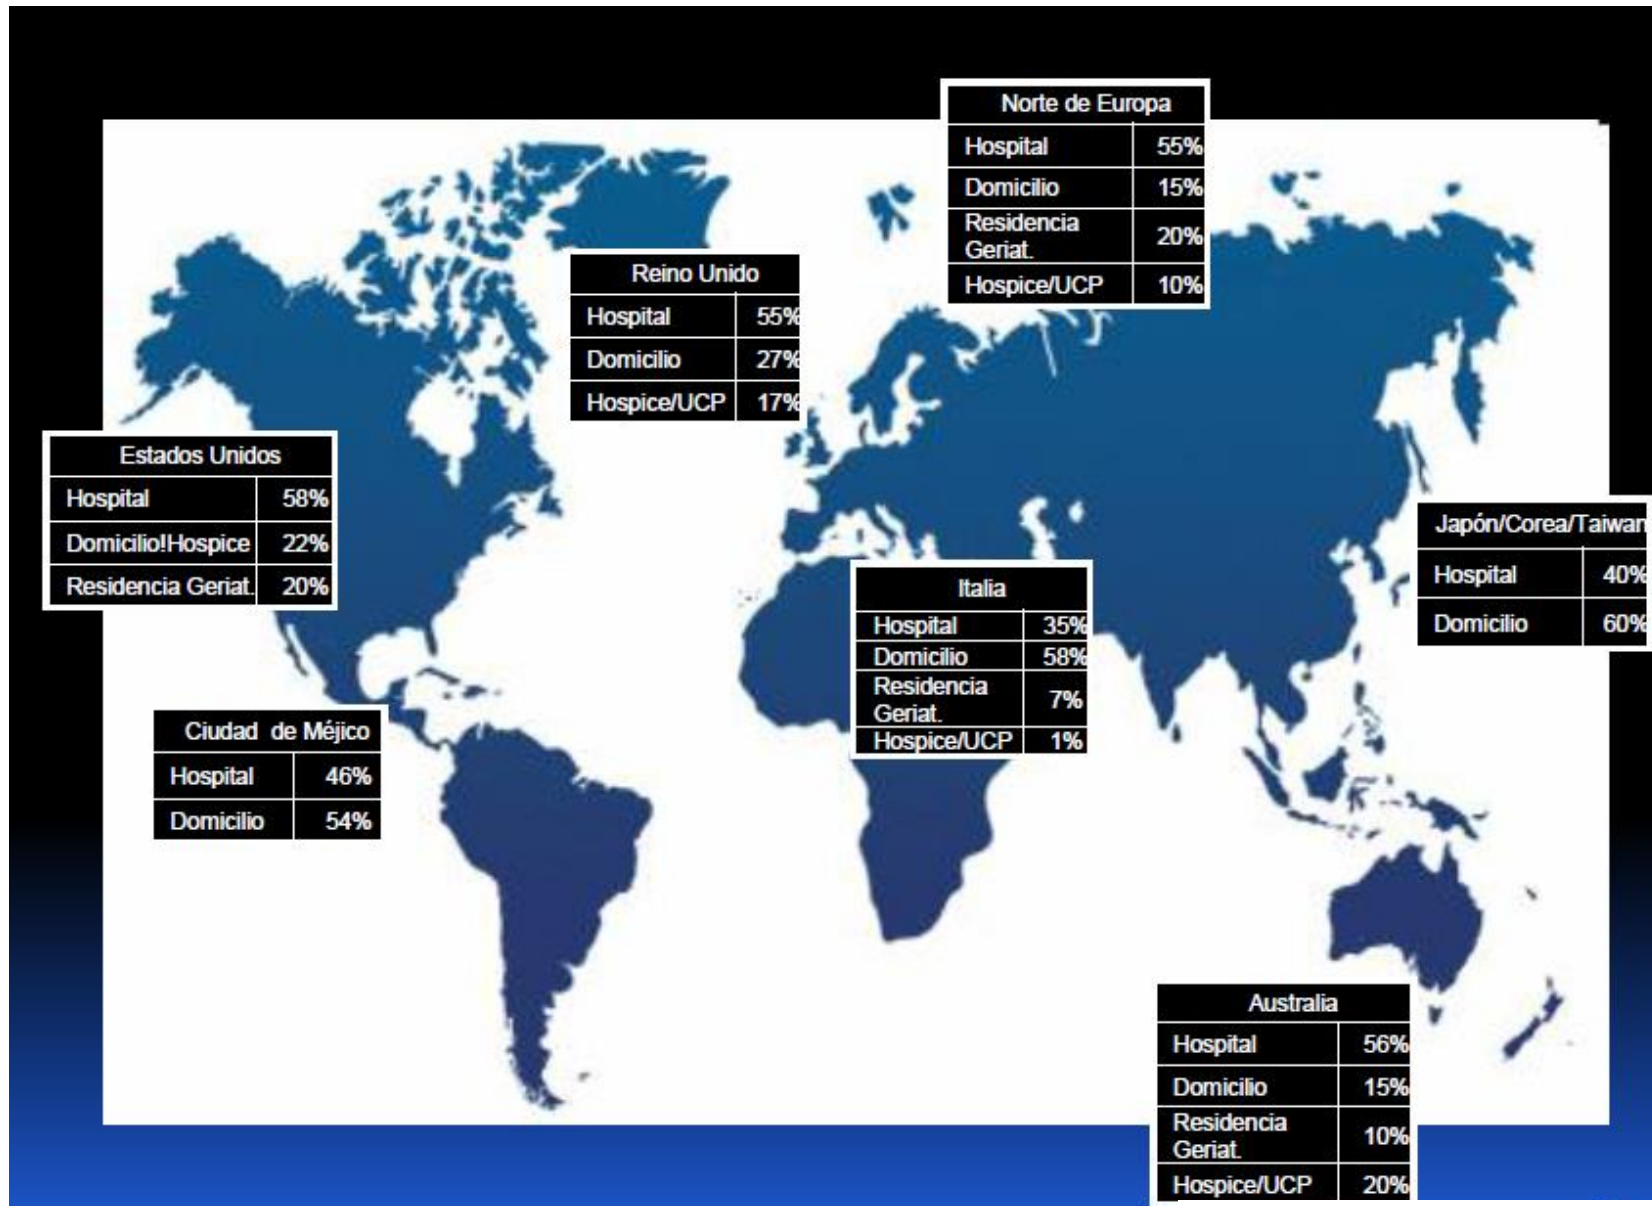 Norte de Europa
Hospital 55%
Domicilio 15%
Residencia
Geriat. 20%
Hospice/UCP 10%
Reino Unido
Hospital 55%
Domicilio 27%
Hospice/UCP 17%
Estados Unidos
Hospital 58%
Domicilio!Hospice 22%
Residencia Geriat. 20%
Japón/Corea/Taiwan
Hospital 40%
Domicilio 60%
Italia
Hospital 35%
Domicilio 58%
Residencia
Geriat. 7%
Hospice/UCP 1%
Ciudad de Méjico
Hospital 46%
Domicilio 54%
Australia
Hospital 56%
Domicilio 15%
Residencia
Geriat. 10%
Hospice/UCP 20%